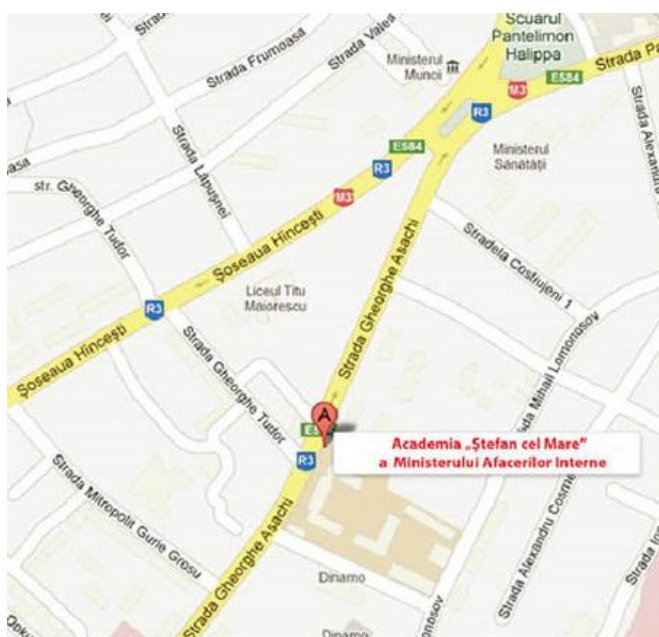 Scuarul
Pantelimon
Halippa
Strada Frumoasa
Strada Valea
Ministerul
Muncii
E584
Strada
M3
R3
E584
R3
Ministerul
Sănătății
M3
str. Gheorghe
Tudor
Strada Lăpușnei
Șoseaua Hîncești
Stradela Costiujeni 1
Liceul Titu
Maiorescu
R3
Strada Gheorghe Asachi
Șoseaua Hîncești
Strada Gheorghe Tudor
Mihail Lomonosov
A
R3
Academia „Ștefan cel Mare”
a Ministerului Afacerilor Interne
Strada Mitropolit Gurie Grosu
Strada Gheorghe Asachi
Strada Alexandru Cosme
Dinamo
Dinamo
Strada